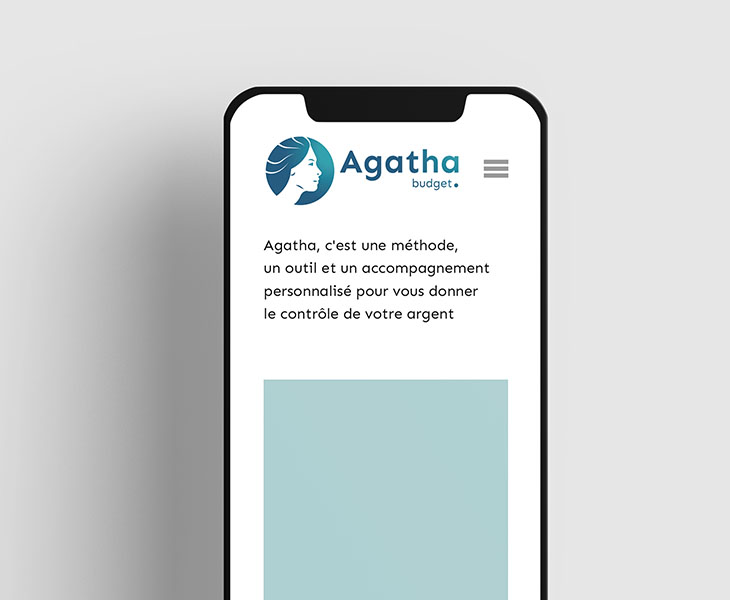 Agatha
budget.
Agatha, c'est une méthode,
un outil et un accompagnement
personnalisé pour vous donner
le contrôle de votre argent